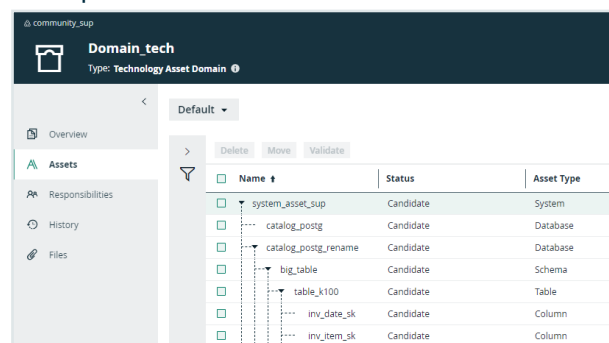 community_sup
Domain_tech
Type: Technology Asset Domain
Default
Overview
Assets
Responsibilities
History
Files
Delete Move Validate
Name Status Asset Type
system_asset_sup Candidate System
catalog_postg Candidate Database
catalog_postg_rename Candidate Database
big_table Candidate Schema
table_k100 Candidate Table
inv_date_sk Candidate Column
inv_item_sk Candidate Column